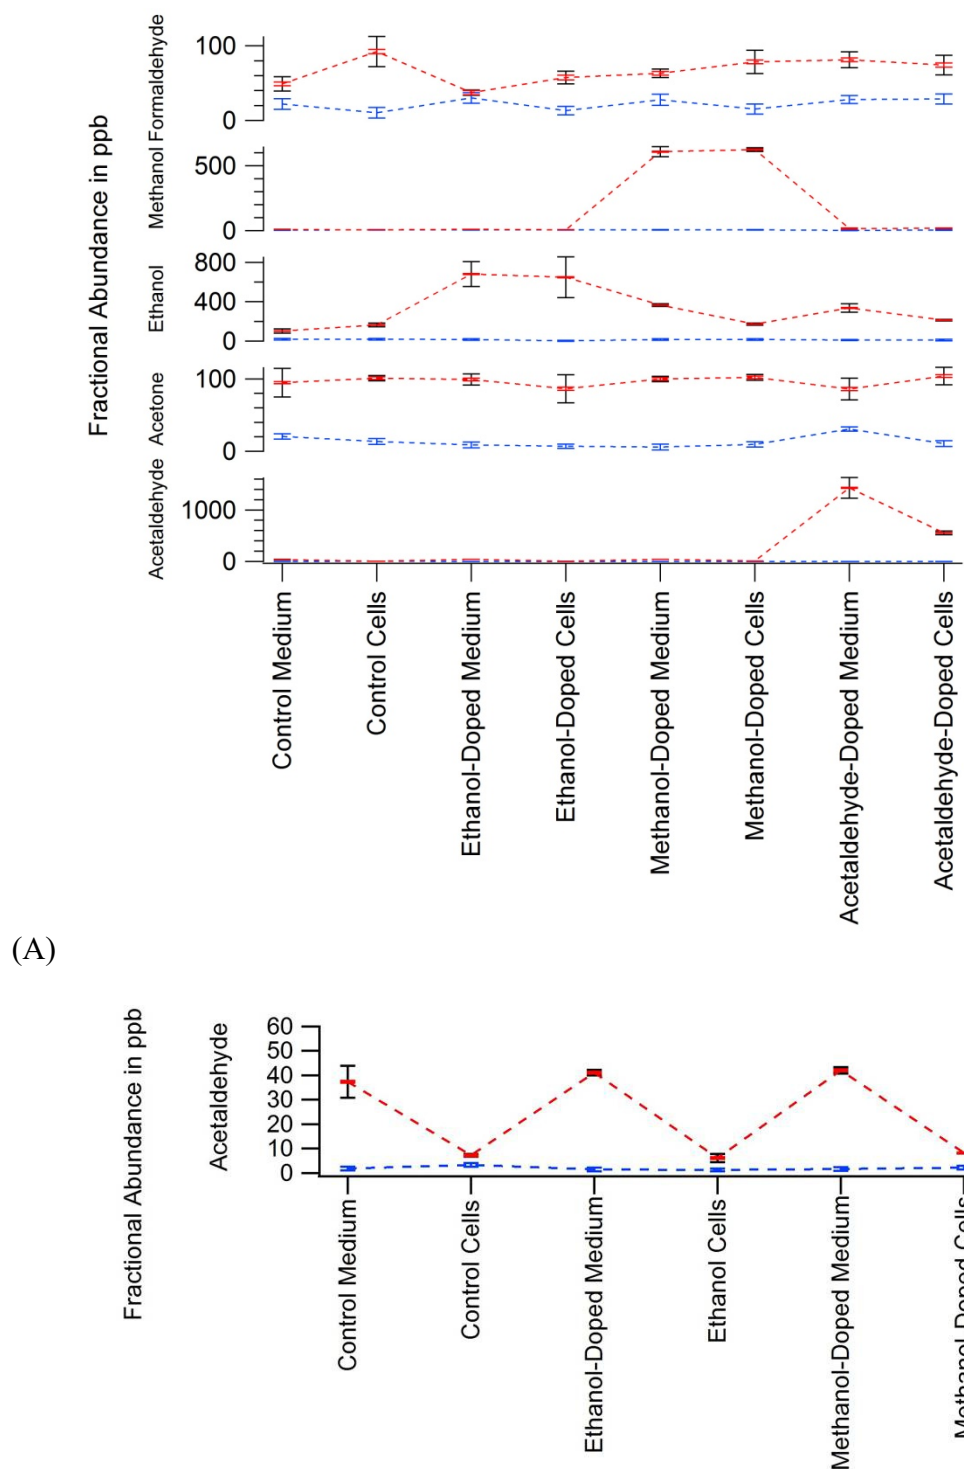 Fractional Abundance in ppb
Formaldehyde
100
0
Methanol
500
0
Ethanol
800
400
0
Acetone
100
0
Acetaldehyde
1000
0
Control Medium
Control Cells
Ethanol-Doped Medium
Ethanol-Doped Cells
Methanol-Doped Medium
Methanol-Doped Cells
Acetaldehyde-Doped Medium
Acetaldehyde-Doped Cells
(A)
Fractional Abundance in ppb
Acetaldehyde
60
50
40
30
20
10
0
Control Medium
Control Cells
Ethanol-Doped Medium
Ethanol Cells
Methanol-Doped Medium
Methanol-Doped Cells